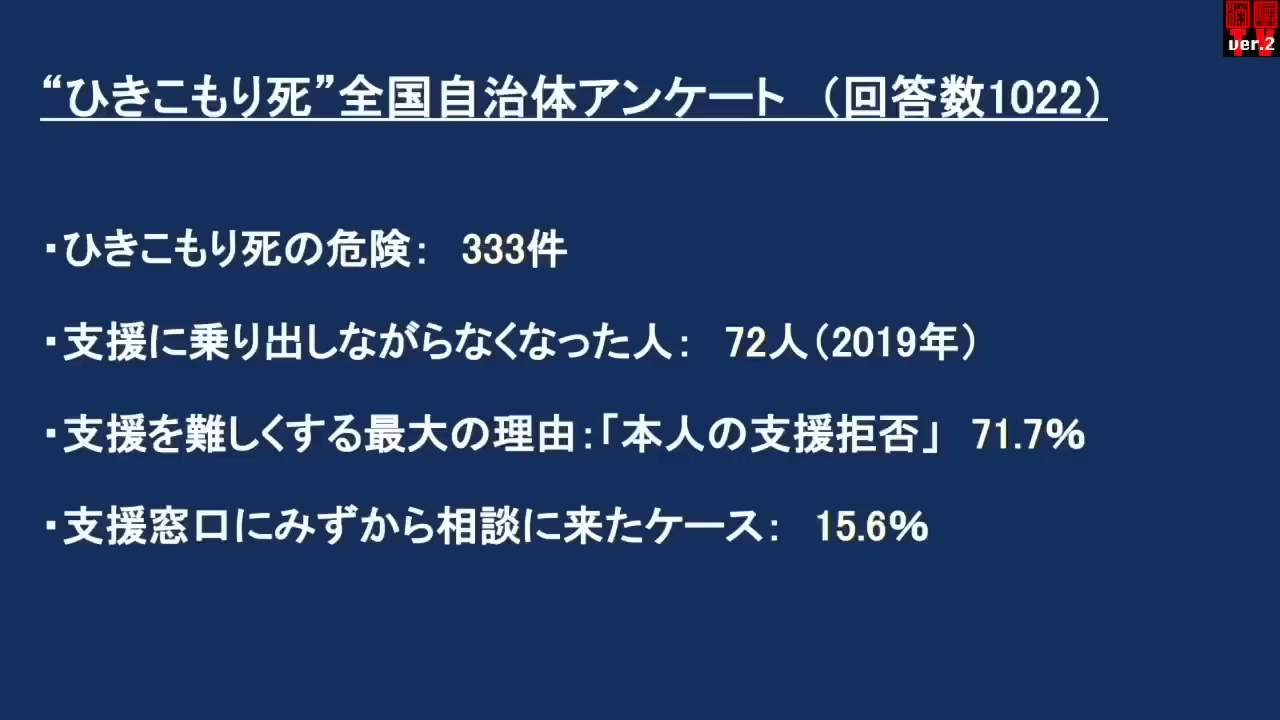 “ひきこもり死”全国自治体アンケート　（回答数1022）
・ひきこもり死の危険：　333件
・支援に乗り出しながらなくなった人：　72人（2019年）
・支援を難しくする最大の理由：「本人の支援拒否」　71.7％
・支援窓口にみずから相談に来たケース：　15.6％
TV
ver.2